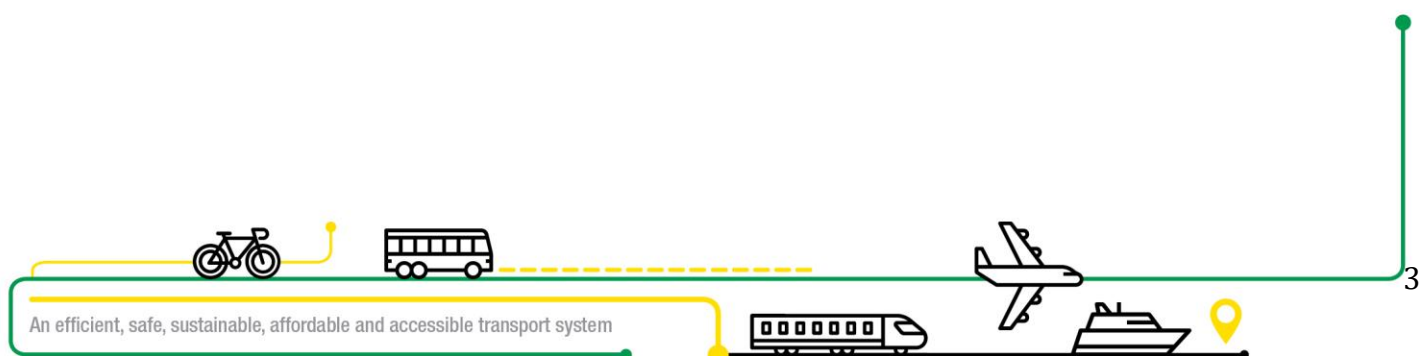 3
An efficient, safe, sustainable, affordable and accessible transport system